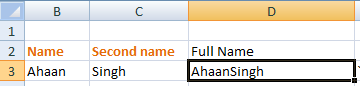 B C D
1
2 Name Second name Full Name
3 Ahaan Singh AhaanSingh